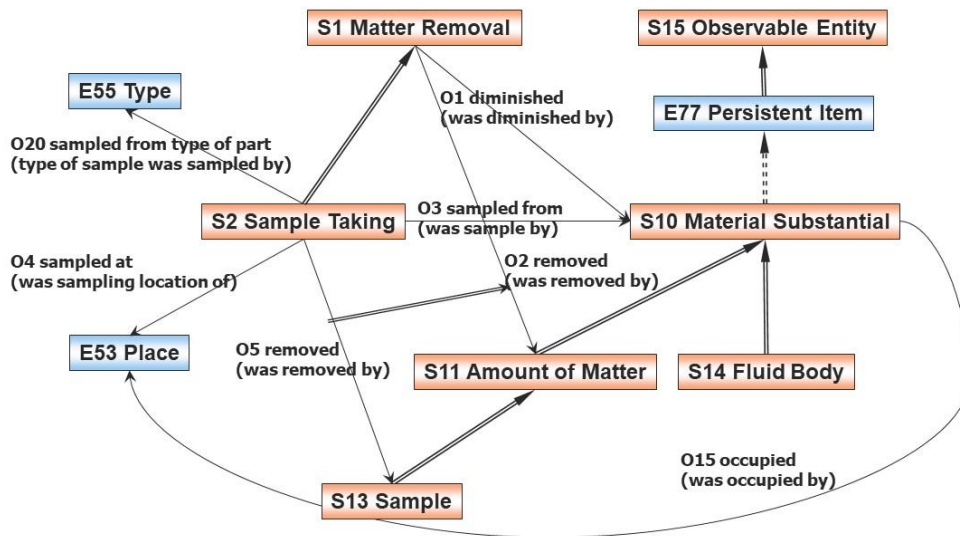 S1 Matter Removal
S15 Observable Entity
E55 Type
O1 diminished
(was diminished by)
E77 Persistent Item
O20 sampled from type of part
(type of sample was sampled by)
S2 Sample Taking
O3 sampled from
(was sample by)
S10 Material Substantial
O4 sampled at
(was sampling location of)
O2 removed
(was removed by)
E53 Place
O5 removed
(was removed by)
S11 Amount of Matter
S14 Fluid Body
O15 occupied
(was occupied by)
S13 Sample